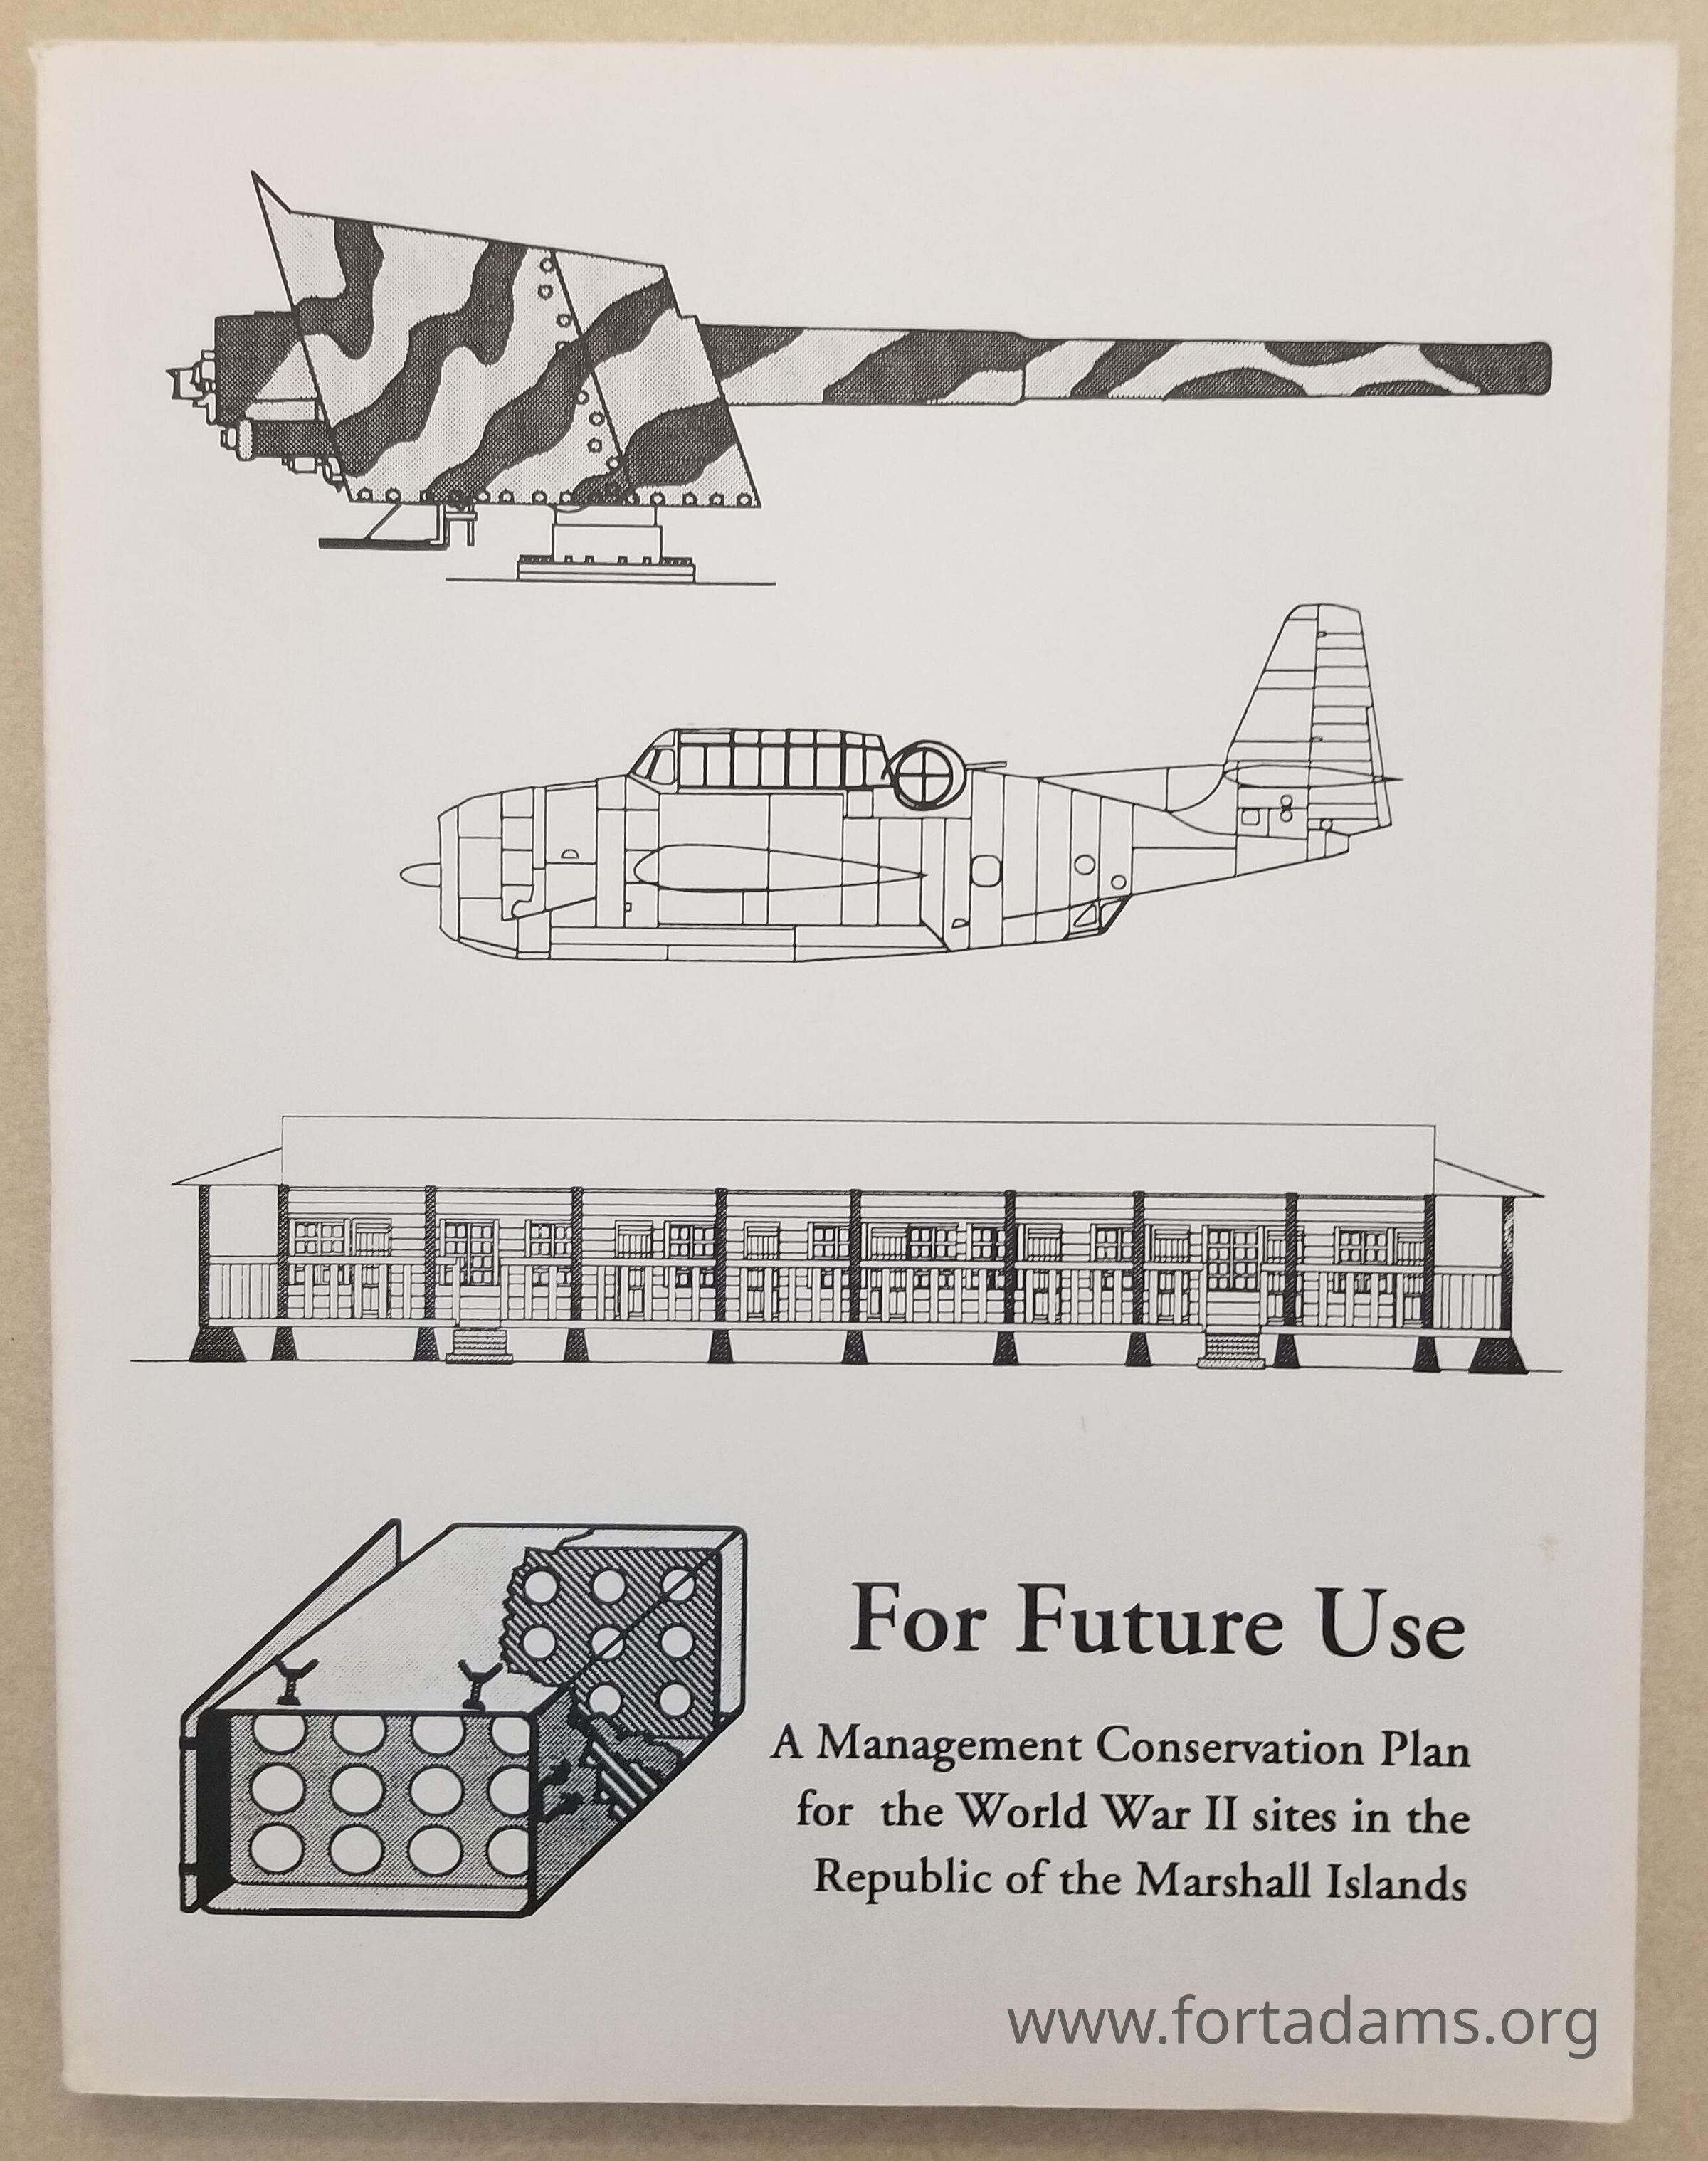 For Future Use
A Management Conservation Plan
for the World War II sites in the
Republic of the Marshall Islands
www.fortadams.org